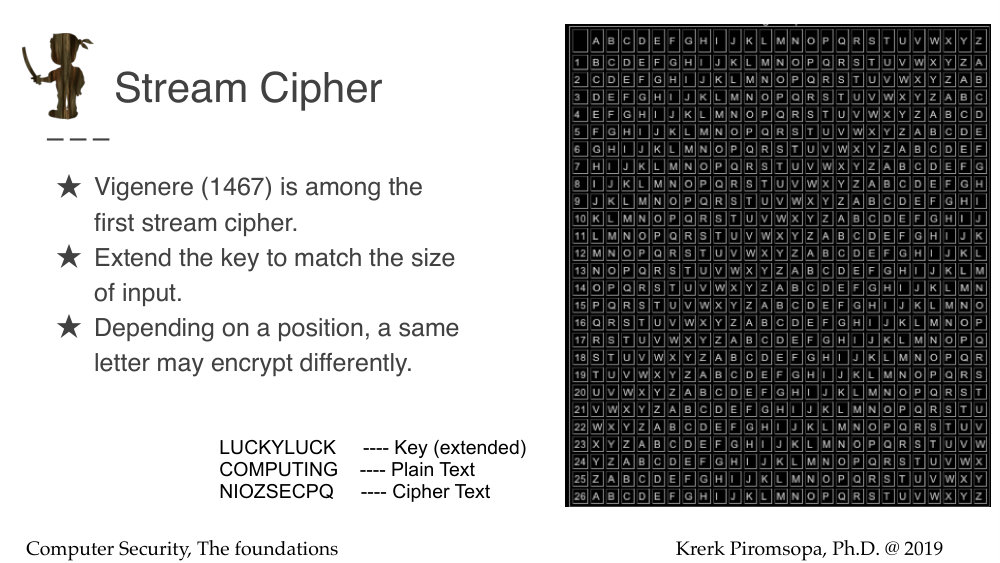 Stream Cipher
★ Vigenere (1467) is among the
first stream cipher.
★ Extend the key to match the size
of input.
★ Depending on a position, a same
letter may encrypt differently.
LUCKYLUCK ---- Key (extended)
COMPUTING ---- Plain Text
NIOZSECPQ ---- Cipher Text
A B C D E F G H I J K L M N O P Q R S T U V W X Y Z
1 B C D E F G H I J K L M N O P Q R S T U V W X Y Z A
2 C D E F G H I J K L M N O P Q R S T U V W X Y Z A B
3 D E F G H I J K L M N O P Q R S T U V W X Y Z A B C
4 E F G H I J K L M N O P Q R S T U V W X Y Z A B C D
5 F G H I J K L M N O P Q R S T U V W X Y Z A B C D E
6 G H I J K L M N O P Q R S T U V W X Y Z A B C D E F
7 H I J K L M N O P Q R S T U V W X Y Z A B C D E F G
8 I J K L M N O P Q R S T U V W X Y Z A B C D E F G H
9 J K L M N O P Q R S T U V W X Y Z A B C D E F G H I
10 K L M N O P Q R S T U V W X Y Z A B C D E F G H I J
11 L M N O P Q R S T U V W X Y Z A B C D E F G H I J K
12 M N O P Q R S T U V W X Y Z A B C D E F G H I J K L
13 N O P Q R S T U V W X Y Z A B C D E F G H I J K L M
14 O P Q R S T U V W X Y Z A B C D E F G H I J K L M N
15 P Q R S T U V W X Y Z A B C D E F G H I J K L M N O
16 Q R S T U V W X Y Z A B C D E F G H I J K L M N O P
17 R S T U V W X Y Z A B C D E F G H I J K L M N O P Q
18 S T U V W X Y Z A B C D E F G H I J K L M N O P Q R
19 T U V W X Y Z A B C D E F G H I J K L M N O P Q R S
20 U V W X Y Z A B C D E F G H I J K L M N O P Q R S T
21 V W X Y Z A B C D E F G H I J K L M N O P Q R S T U
22 W X Y Z A B C D E F G H I J K L M N O P Q R S T U V
23 X Y Z A B C D E F G H I J K L M N O P Q R S T U V W
24 Y Z A B C D E F G H I J K L M N O P Q R S T U V W X
25 Z A B C D E F G H I J K L M N O P Q R S T U V W X Y
26 A B C D E F G H I J K L M N O P Q R S T U V W X Y Z
Computer Security, The foundations
Krerk Piromsopa, Ph.D. @ 2019